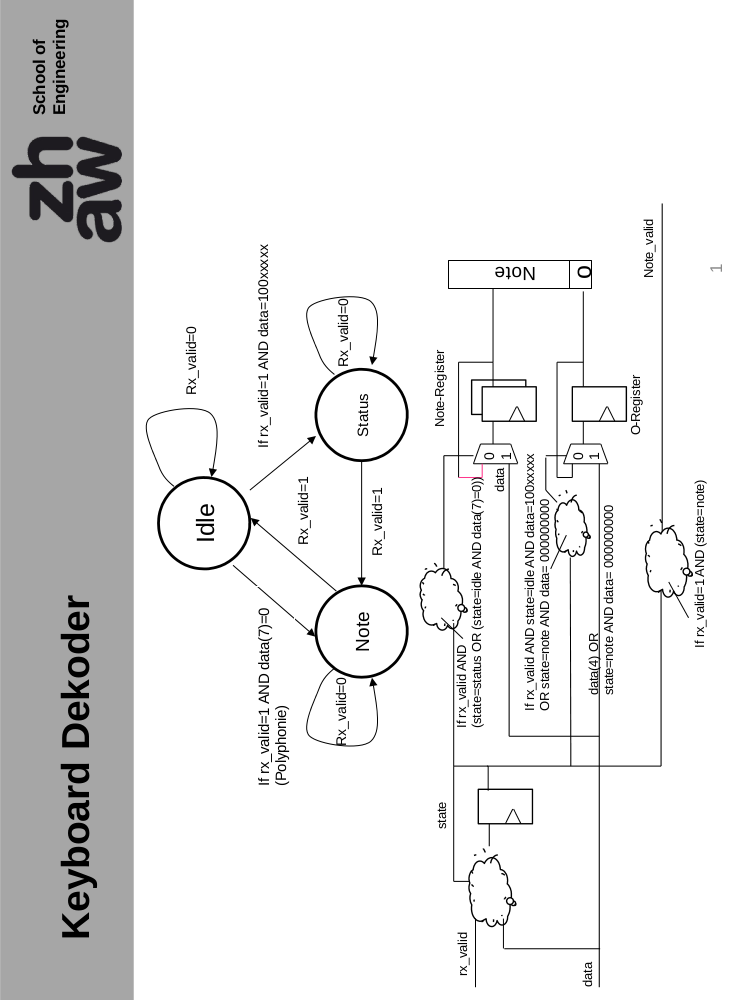 Keyboard Dekoder
zh
aw
School of
Engineering
Rx_valid=0
Idle
If rx_valid=1 AND data(7)=0
(Polyphonie)
If rx_valid=1 AND data=100xxxxx
Rx_valid=1
Rx_valid=0
Note
Rx_valid=1
Status
Rx_valid=0
Note-Register
state
If rx_valid AND
(state=status OR (state=idle AND data(7)=0))
data
0
1
Note
O
rx_valid
If rx_valid AND state=idle AND data=100xxxxx
OR state=note AND data= 000000000
0
1
O-Register
data
data(4) OR
state=note AND data= 000000000
Note_valid
If rx_valid=1 AND (state=note)
1